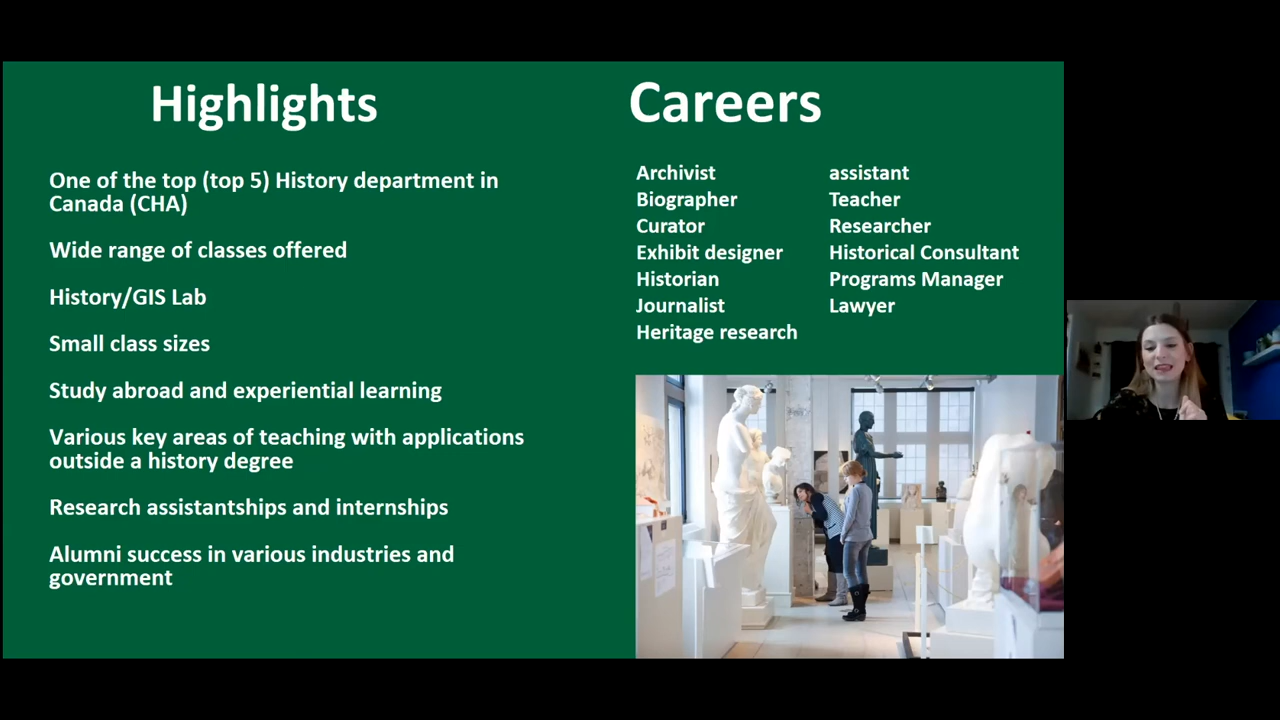 Highlights
One of the top (top 5) History department in
Canada (CHA)
Wide range of classes offered
History/GIS Lab
Small class sizes
Study abroad and experiential learning
Various key areas of teaching with applications
outside a history degree
Research assistantships and internships
Alumni success in various industries and
government
Careers
Archivist
Biographer
Curator
Exhibit designer
Historian
Journalist
Heritage research
assistant
Teacher
Researcher
Historical Consultant
Programs Manager
Lawyer